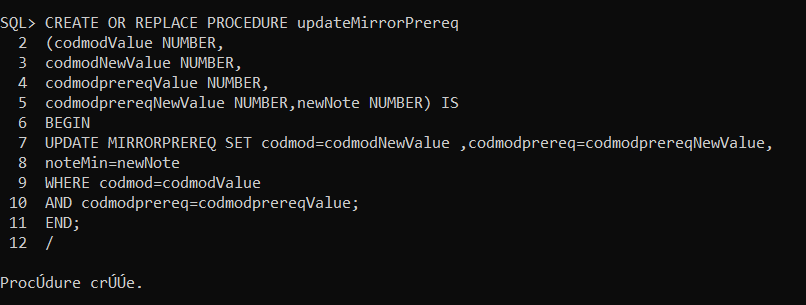 SQL> CREATE OR REPLACE PROCEDURE updateMirrorPrereq
2 (codmodValue NUMBER,
3 codmodNewValue NUMBER,
4 codmodprereqValue NUMBER,
5 codmodprereqNewValue NUMBER,newNote NUMBER) IS
6 BEGIN
7 UPDATE MIRRORPREREQ SET codmod=codmodNewValue ,codmodprereq=codmodprereqNewValue,
8 noteMin=newNote
9 WHERE codmod=codmodValue
10 AND codmodprereq=codmodprereqValue;
11 END;
12 /
ProcÚdure crÚÚe.